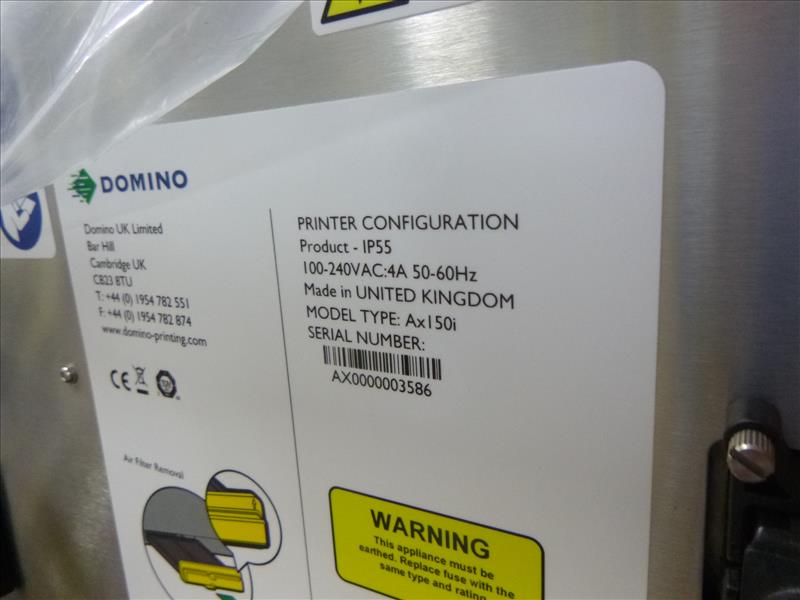 DOMINO
Domino UK Limited
Bar Hill
Cambridge UK
CB23 8TU
T: +44 (0) 1954 782 551
F: +44 (0) 1954 782 874
www.domino-printing.com
CE
Air Filter Removal
PRINTER CONFIGURATION
Product - IP55
100-240VAC:4A 50-60Hz
Made in UNITED KINGDOM
MODEL TYPE: Ax150i
SERIAL NUMBER:
AX0000003586
WARNING
This appliance must be
earthed. Replace fuse with the
same type and rating